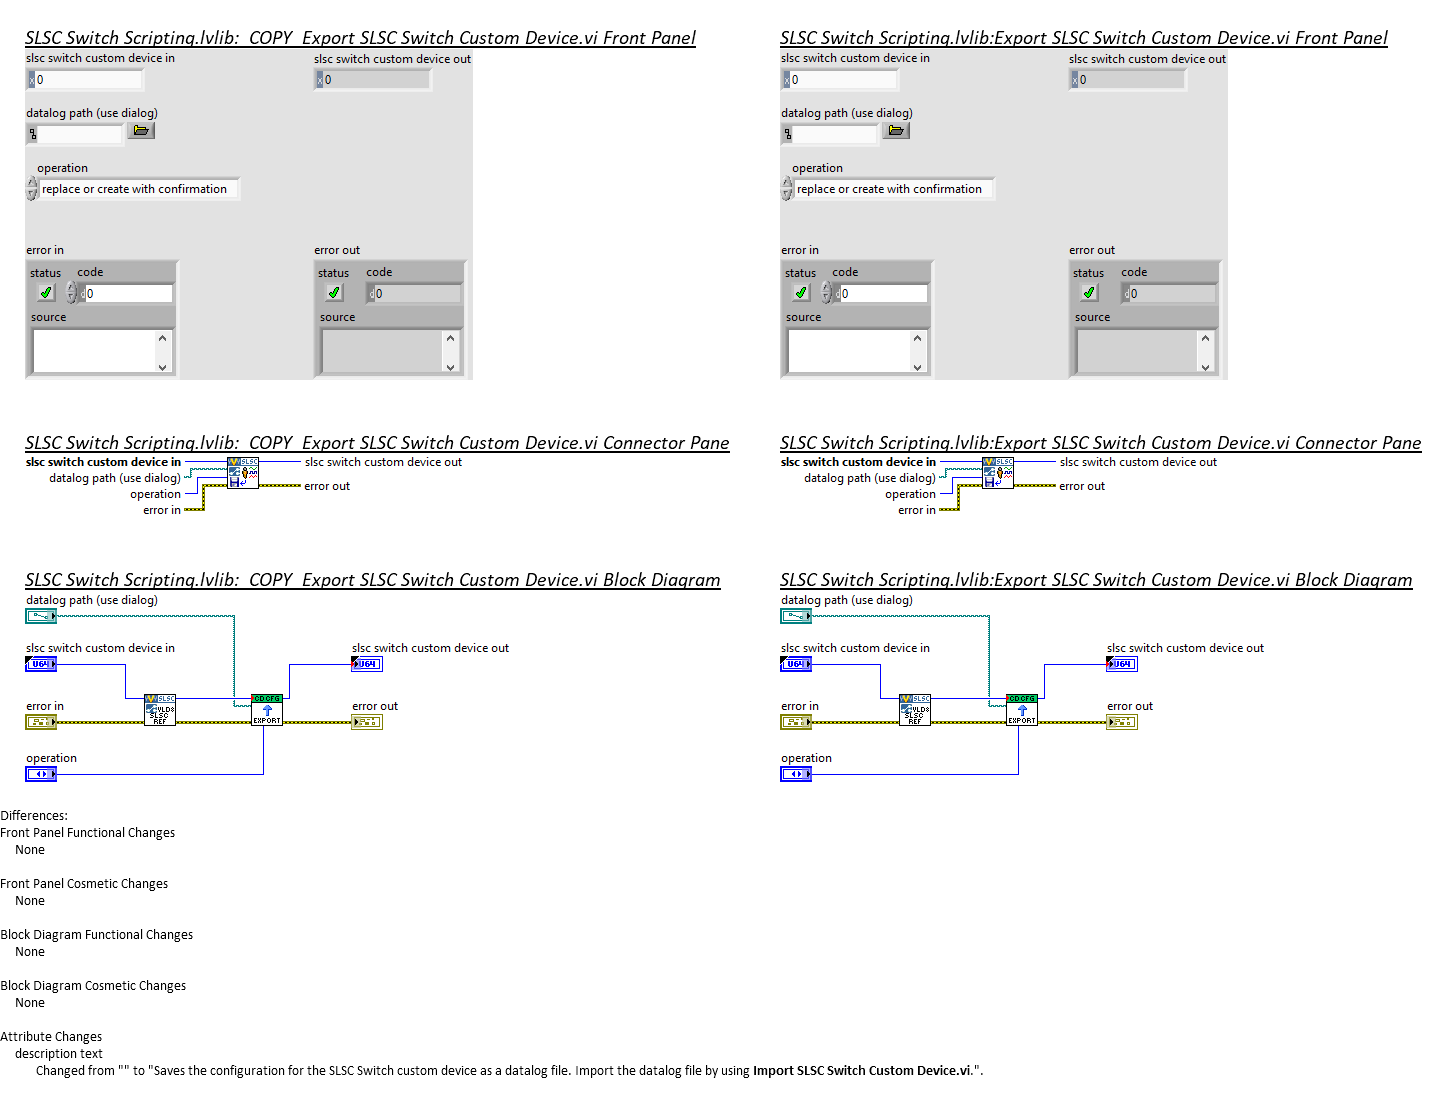 SLSC Switch Scripting.lvlib:_COPY_Export SLSC Switch Custom Device.vi Front Panel
SLSC Switch Scripting.lvlib:Export SLSC Switch Custom Device.vi Front Panel
slsc switch custom device in
slsc switch custom device out
slsc switch custom device in
slsc switch custom device out
x 0
x 0
x 0
x 0
datalog path (use dialog)
datalog path (use dialog)
operation
operation
replace or create with confirmation
replace or create with confirmation
error in
error out
error in
error out
status code
status code
status code
status code
d 0
d 0
d 0
d 0
source
source
source
source
SLSC Switch Scripting.lvlib:_COPY_Export SLSC Switch Custom Device.vi Connector Pane
SLSC Switch Scripting.lvlib:Export SLSC Switch Custom Device.vi Connector Pane
slsc switch custom device in
SLSC
slsc switch custom device out
slsc switch custom device in
SLSC
slsc switch custom device out
datalog path (use dialog)
datalog path (use dialog)
operation
error out
operation
error out
error in
error in
SLSC Switch Scripting.lvlib:_COPY_Export SLSC Switch Custom Device.vi Block Diagram
SLSC Switch Scripting.lvlib:Export SLSC Switch Custom Device.vi Block Diagram
datalog path (use dialog)
datalog path (use dialog)
slsc switch custom device in
slsc switch custom device out
slsc switch custom device in
slsc switch custom device out
U64
U64
U64
U64
SLSC
VLD8
SLSC
REF
CD CFG
EXPORT
SLSC
VLD8
SLSC
REF
CD CFG
EXPORT
error in
error out
error in
error out
operation
operation
Differences:
Front Panel Functional Changes
None
Front Panel Cosmetic Changes
None
Block Diagram Functional Changes
None
Block Diagram Cosmetic Changes
None
Attribute Changes
description text
Changed from "" to "Saves the configuration for the SLSC Switch custom device as a datalog file. Import the datalog file by using Import SLSC Switch Custom Device.vi.".